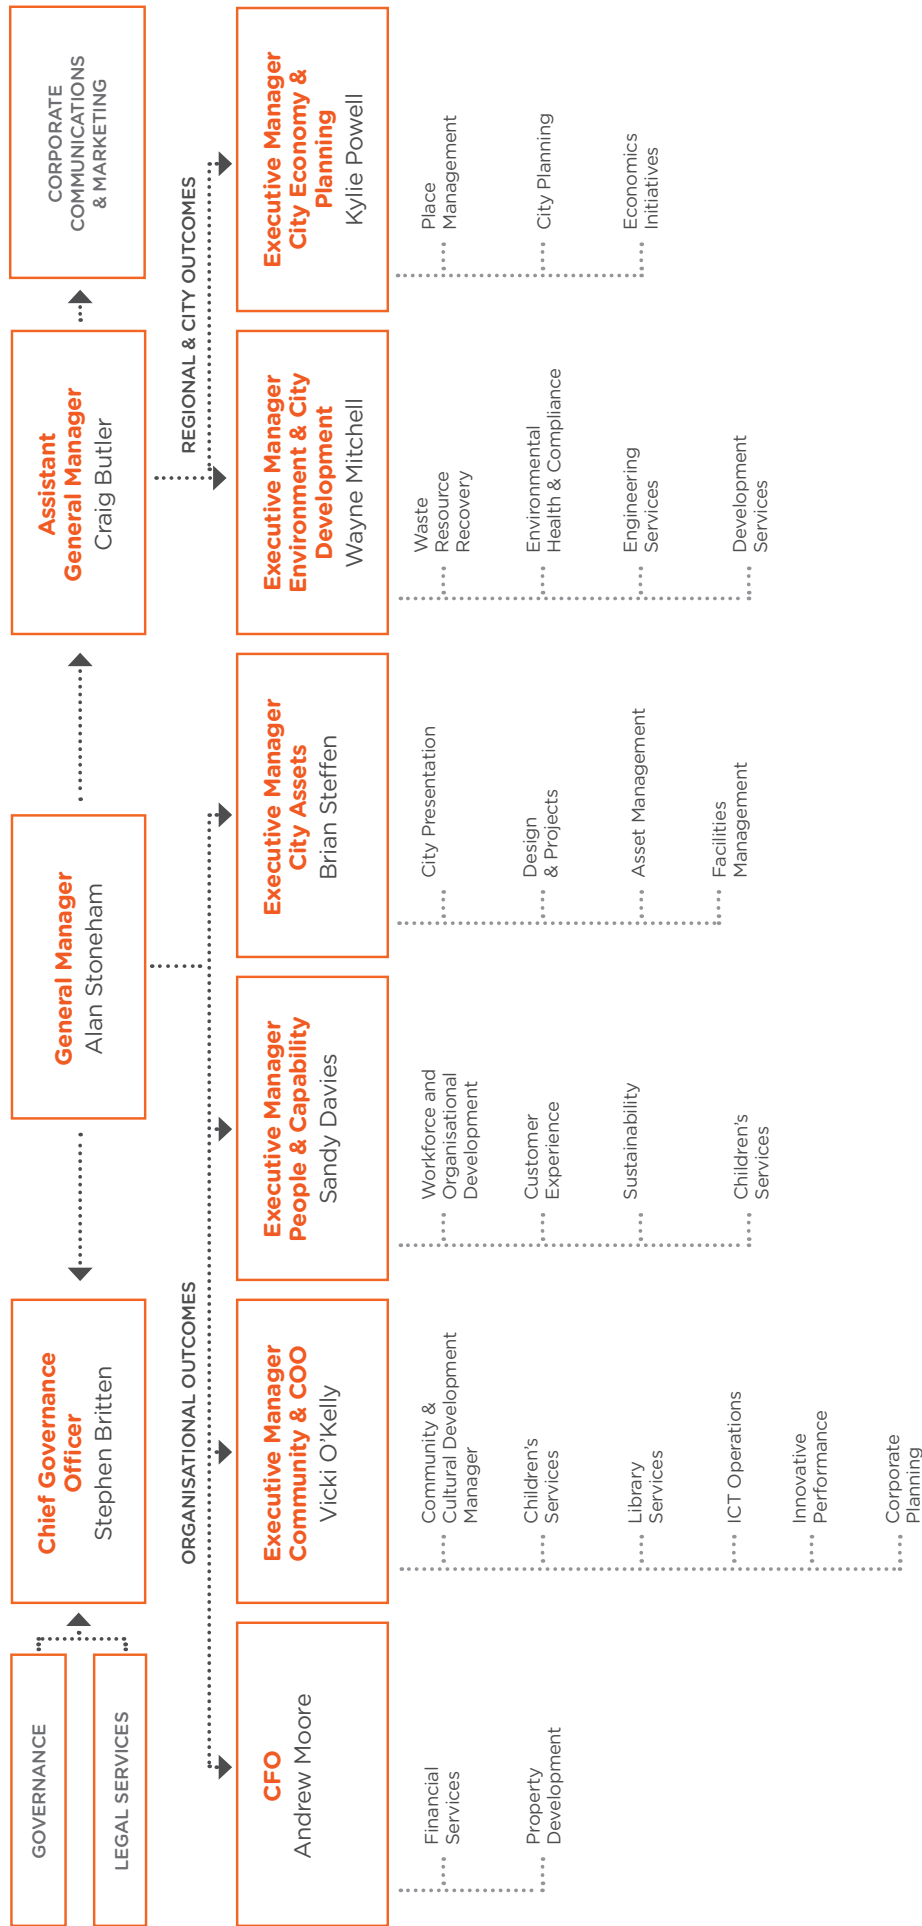 GOVERNANCE
LEGAL SERVICES
Chief Governance
Officer
Stephen Britten
General Manager
Alan Stoneham
Assistant
General Manager
Craig Butler
CORPORATE
COMMUNICATIONS
& MARKETING
ORGANISATIONAL OUTCOMES
REGIONAL & CITY OUTCOMES
CFO
Andrew Moore
Financial
Services
Property
Development
Executive Manager
Community & COO
Vicki O'Kelly
Community &
Cultural Development
Manager
Children's
Services
Library
Services
ICT Operations
Innovative
Performance
Corporate
Planning
Executive Manager
People & Capability
Sandy Davies
Workforce and
Organisational
Development
Customer
Experience
Sustainability
Children's
Services
Executive Manager
City Assets
Brian Steffen
City Presentation
Design
& Projects
Asset Management
Facilities
Management
Executive Manager
Environment & City
Development
Wayne Mitchell
Waste
Resource
Recovery
Environmental
Health & Compliance
Engineering
Services
Development
Services
Executive Manager
City Economy &
Planning
Kylie Powell
Place
Management
City Planning
Economics
Initiatives